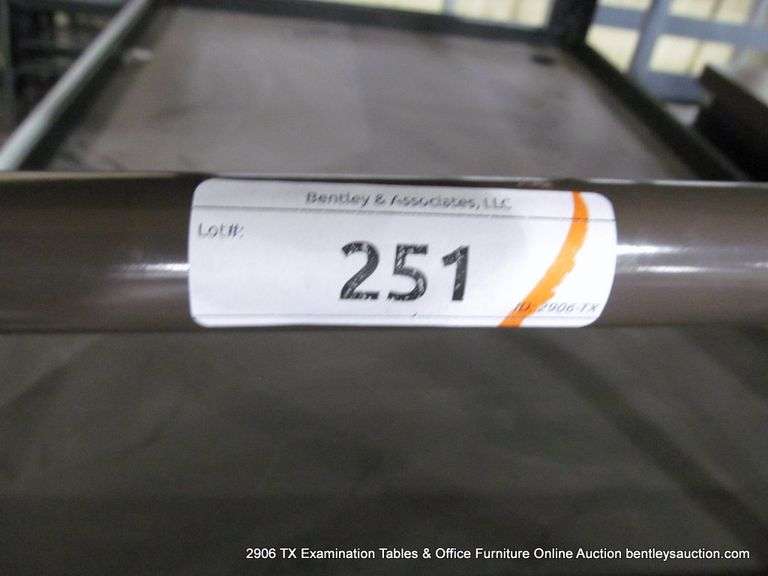 Bentley & Associates, LLC
Lot#:
251
ID: 2906-TX
2906 TX Examination Tables & Office Furniture Online Auction bentleysauction.com